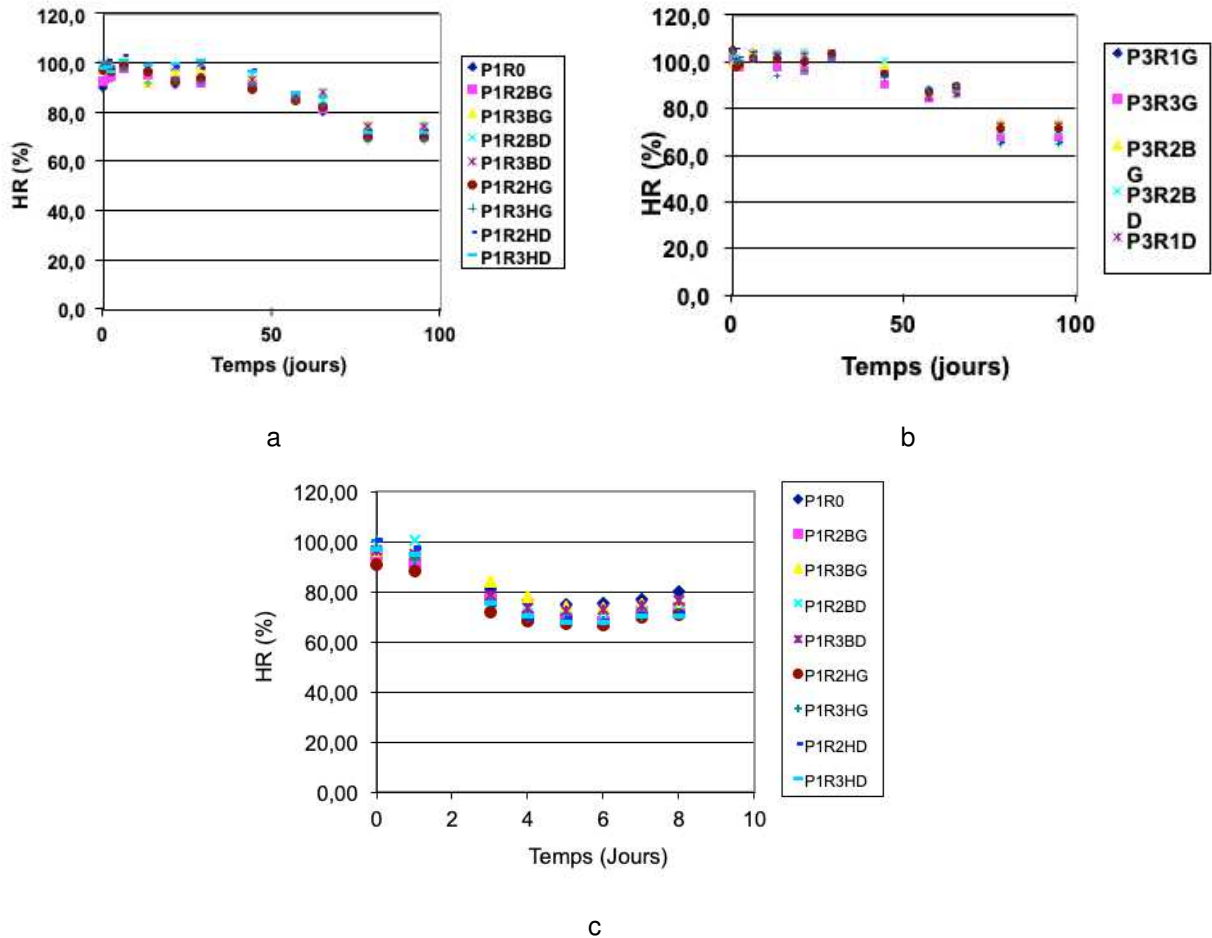 120,0
100,0
80,0
60,0
40,0
20,0
0,0
HR (%)
0
50
100
Temps (jours)
P1R0
P1R2BG
P1R3BG
P1R2BD
P1R3BD
P1R2HG
P1R3HG
P1R2HD
P1R3HD
a
120,0
100,0
80,0
60,0
40,0
20,0
0,0
HR (%)
0
50
100
Temps (jours)
P3R1G
P3R3G
P3R2B
G
P3R2B
D
P3R1D
b
120,00
100,00
80,00
60,00
40,00
20,00
0,00
HR (%)
0
2
4
6
8
10
Temps (Jours)
P1R0
P1R2BG
P1R3BG
P1R2BD
P1R3BD
P1R2HG
P1R3HG
P1R2HD
P1R3HD
c